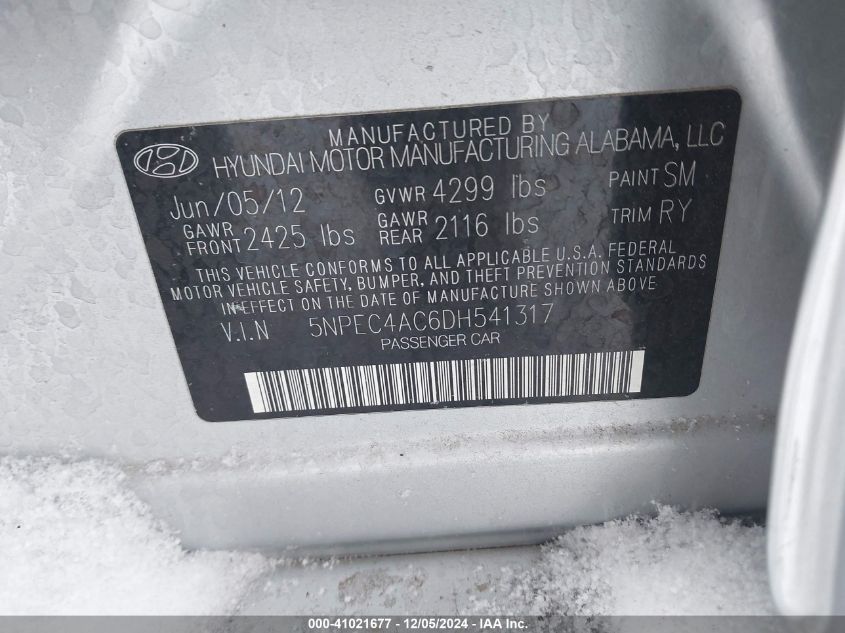 MANUFACTURED BY
HYUNDAI MOTOR MANUFACTURING ALABAMA, LLC
Jun/05/12 GVWR 4299 lbs PAINT SM
GAWR FRONT 2425 lbs GAWR REAR 2116 lbs TRIM RY
THIS VEHICLE CONFORMS TO ALL APPLICABLE U.S.A. FEDERAL
MOTOR VEHICLE SAFETY, BUMPER, AND THEFT PREVENTION STANDARDS
IN EFFECT ON THE DATE OF MANUFACTURE SHOWN ABOVE
V.I.N 5NPEC4AC6DH541317
PASSENGER CAR
000-41021677 - 12/05/2024 - IAA Inc.